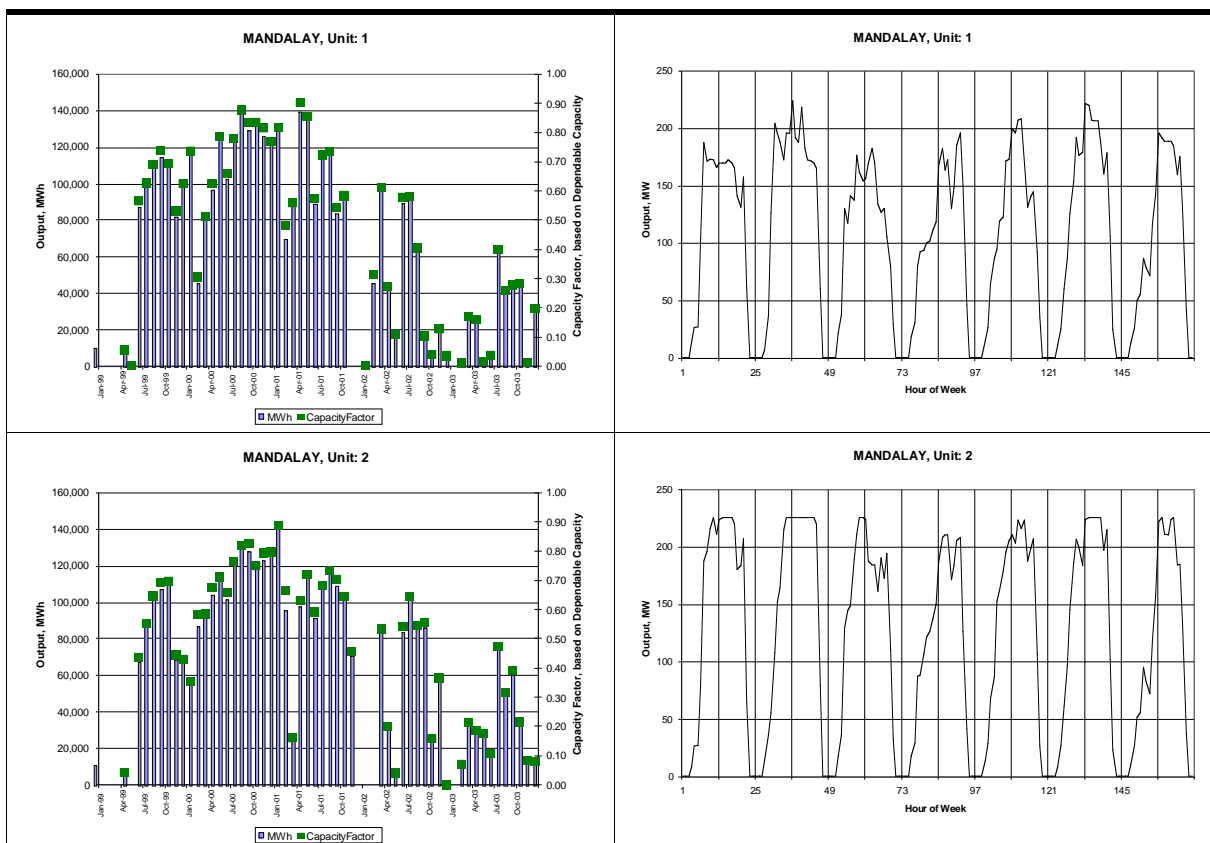 MANDALAY, Unit: 1
160,000
140,000
120,000
100,000
80,000
60,000
40,000
20,000
0
Output, MWh
1.00
0.90
0.80
0.70
0.60
0.50
0.40
0.30
0.20
0.10
0.00
Capacity Factor, based on Dependable Capacity
Jan-99
Apr-99
Jul-99
Oct-99
Jan-00
Apr-00
Jul-00
Oct-00
Jan-01
Apr-01
Jul-01
Oct-01
Jan-02
Apr-02
Jul-02
Oct-02
Jan-03
Apr-03
Jul-03
Oct-03
MWh CapacityFactor
MANDALAY, Unit: 1
250
200
150
100
50
0
Output, MW
1 25 49 73 97 121 145
Hour of Week
MANDALAY, Unit: 2
160,000
140,000
120,000
100,000
80,000
60,000
40,000
20,000
0
Output, MWh
1.00
0.90
0.80
0.70
0.60
0.50
0.40
0.30
0.20
0.10
0.00
Capacity Factor, based on Dependable Capacity
Jan-99
Apr-99
Jul-99
Oct-99
Jan-00
Apr-00
Jul-00
Oct-00
Jan-01
Apr-01
Jul-01
Oct-01
Jan-02
Apr-02
Jul-02
Oct-02
Jan-03
Apr-03
Jul-03
Oct-03
MWh CapacityFactor
MANDALAY, Unit: 2
250
200
150
100
50
0
Output, MW
1 25 49 73 97 121 145
Hour of Week